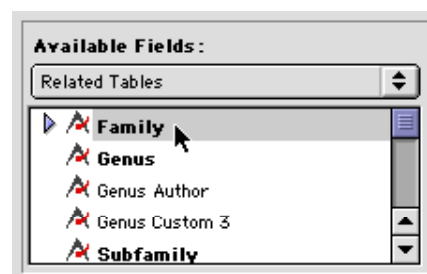 Available Fields:
Related Tables
Family
Genus
Genus Author
Genus Custom 3
Subfamily